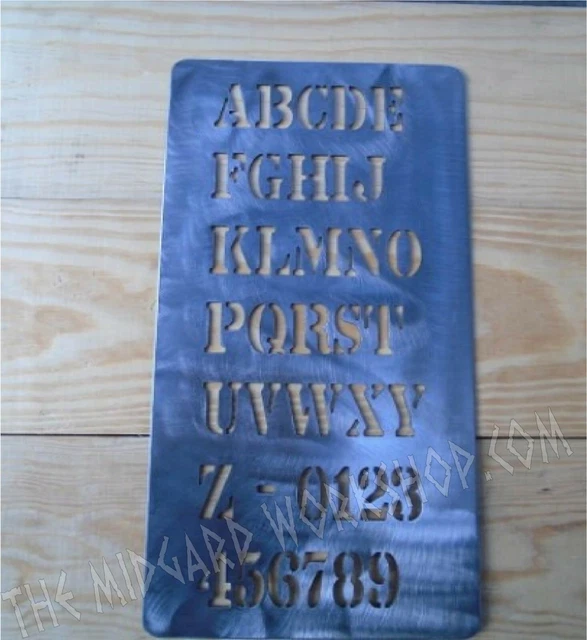 ABCDE
FGHIJ
KLMNO
PQRST
UVWXY
Z - 0123
456789
THE MIDGARD WORKSHOP.COM